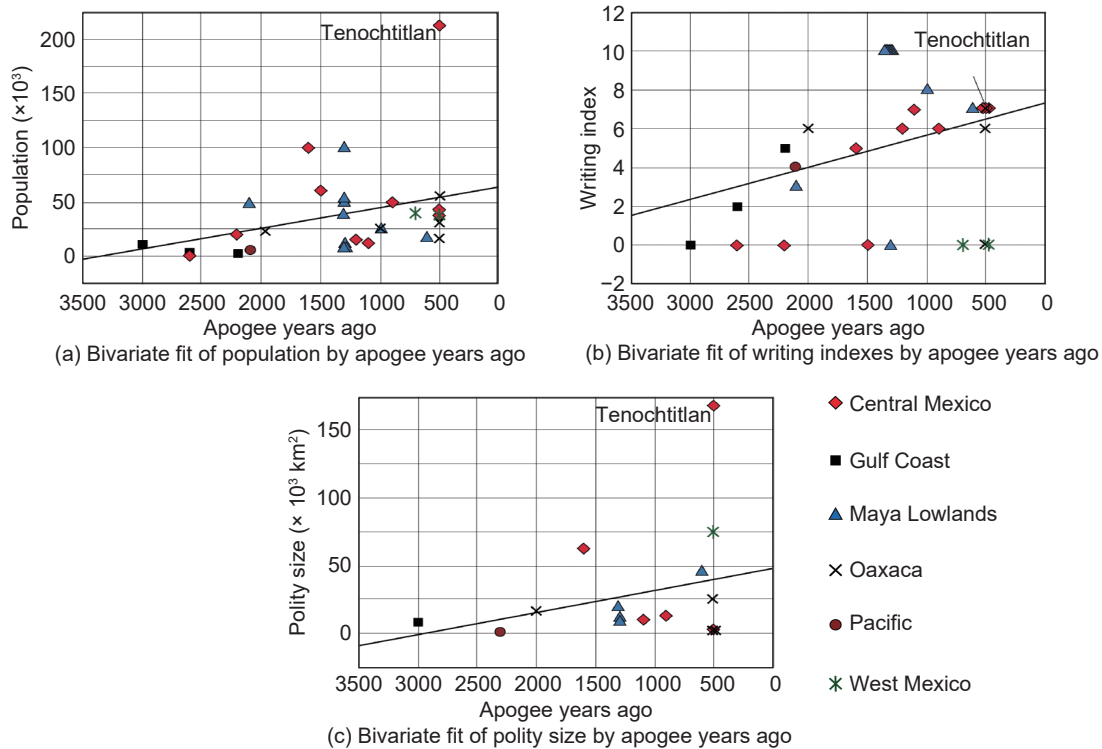 200
150
100
50
0
Population (×10³)
Tenochtitlan
3500 3000 2500 2000 1500 1000 500 0
Apogee years ago
(a) Bivariate fit of population by apogee years ago
12
10
8
6
4
2
0
−2
Writing index
Tenochtitlan
3500 3000 2500 2000 1500 1000 500 0
Apogee years ago
(b) Bivariate fit of writing indexes by apogee years ago
150
100
50
0
Polity size (× 10³ km²)
Tenochtitlan
3500 3000 2500 2000 1500 1000 500 0
Apogee years ago
(c) Bivariate fit of polity size by apogee years ago
Central Mexico
Gulf Coast
Maya Lowlands
Oaxaca
Pacific
West Mexico